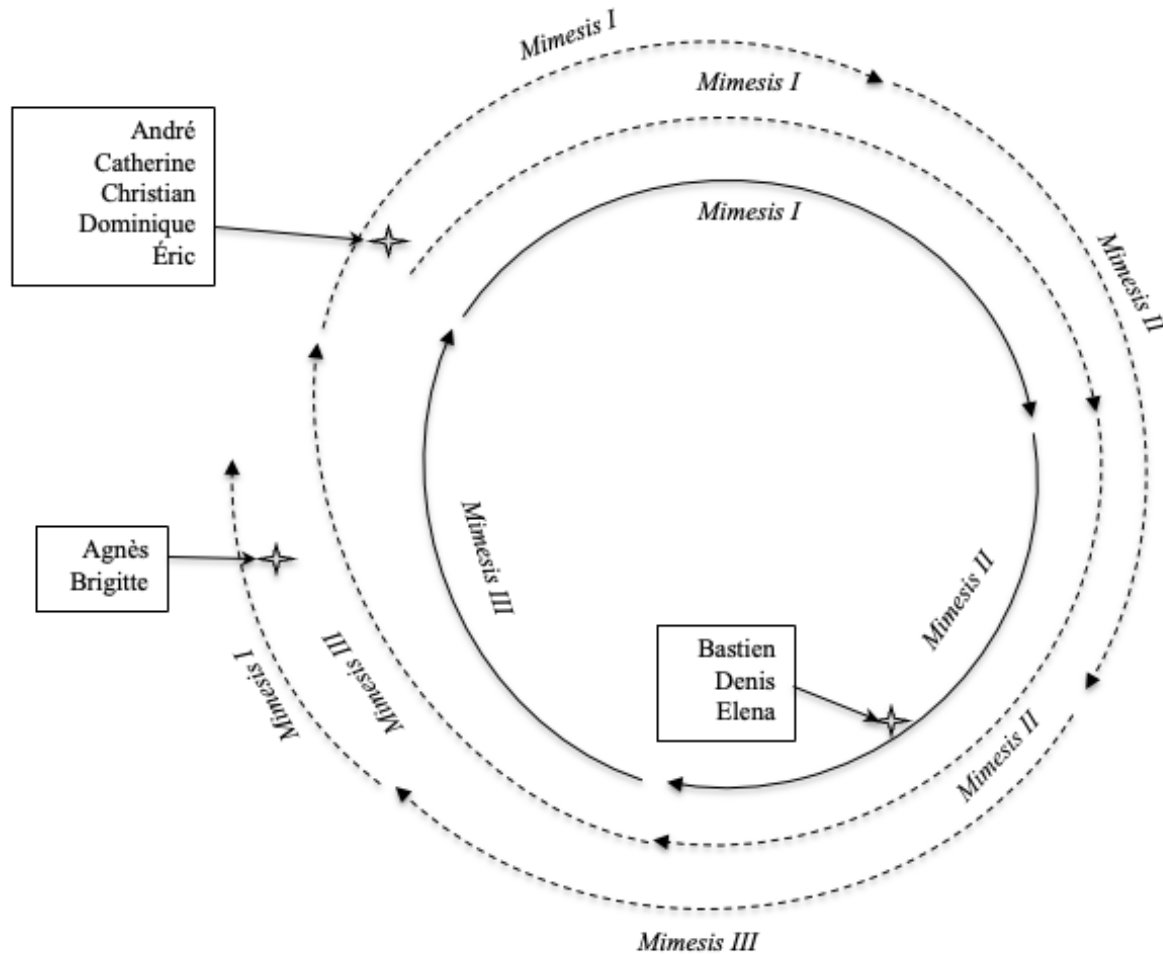 Mimesis I
Mimesis I
André
Catherine
Christian
Dominique
Éric
Mimesis I
Mimesis II
Mimesis III
Mimesis II
Agnès
Brigitte
Mimesis I
Mimesis III
Bastien
Denis
Elena
Mimesis II
Mimesis III